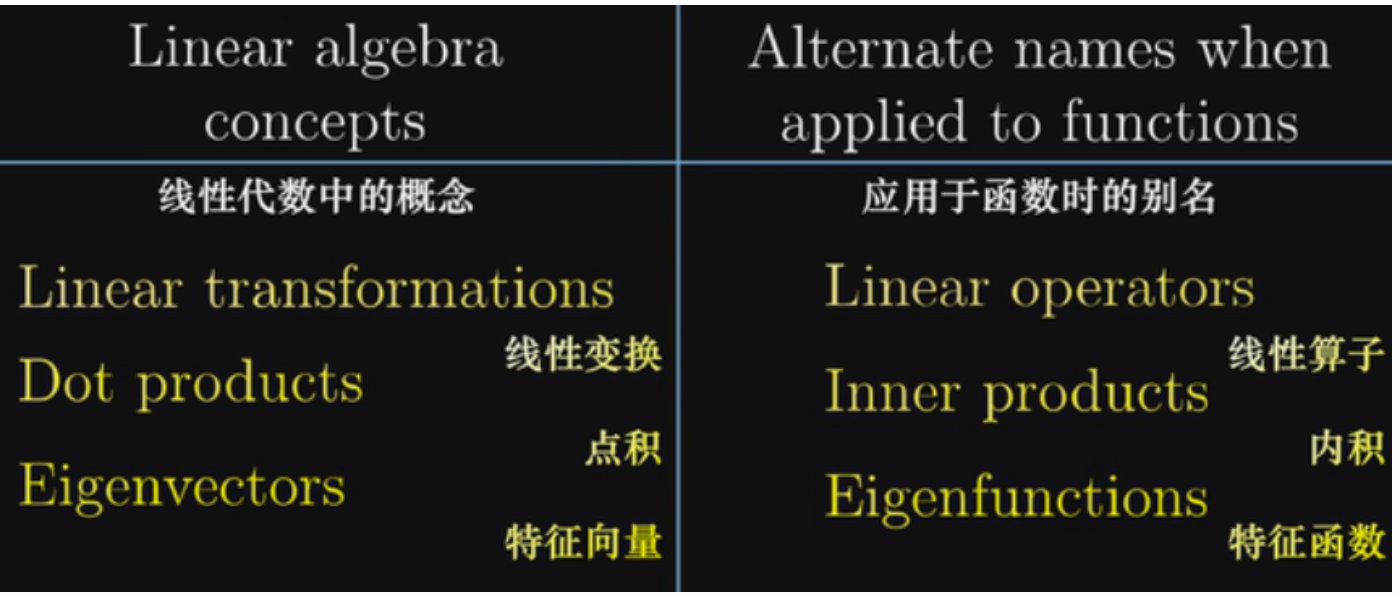 Linear algebra
concepts
Alternate names when
applied to functions
线性代数中的概念
应用于函数时的别名
Linear transformations
线性变换
Dot products
点积
Eigenvectors
特征向量
Linear operators
线性算子
Inner products
内积
Eigenfunctions
特征函数